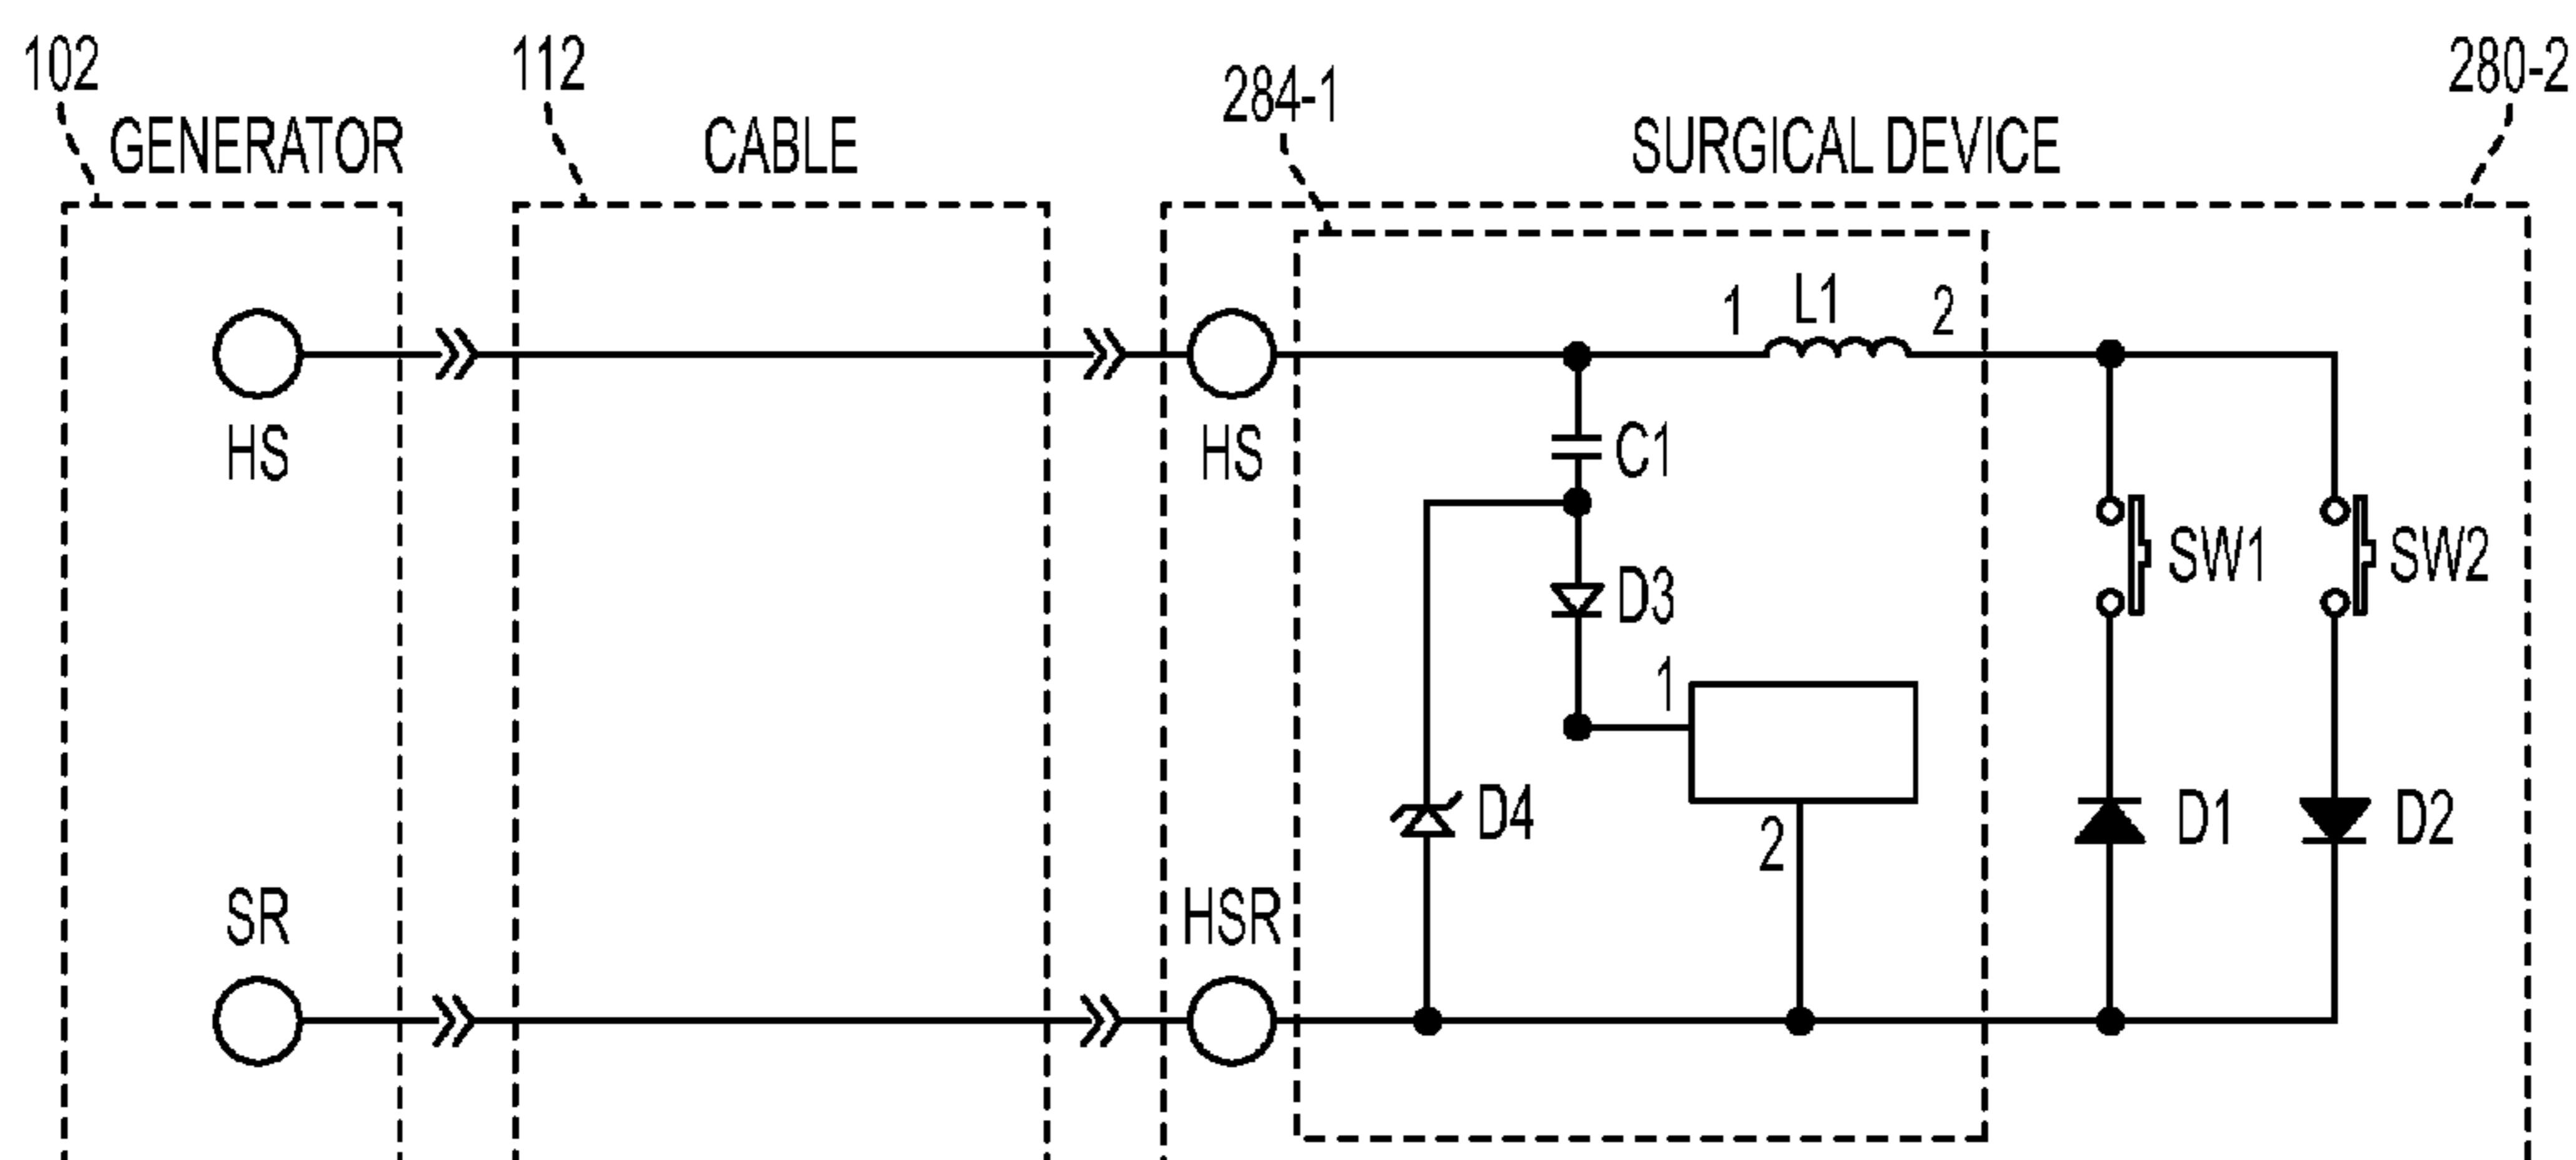 102
112
284-1
280-2
GENERATOR
CABLE
SURGICAL DEVICE
1
L1
2
HS
HS
C1
SW1
SW2
D3
1
D4
2
D1
D2
SR
HSR